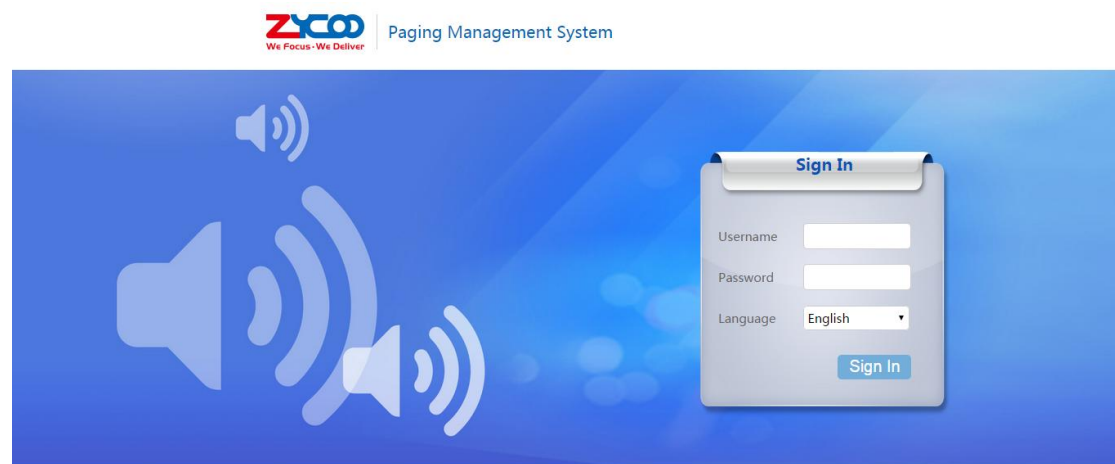 ZYCOO
We Focus-We Deliver
Paging Management System
Sign In
Username
Password
Language English
Sign In